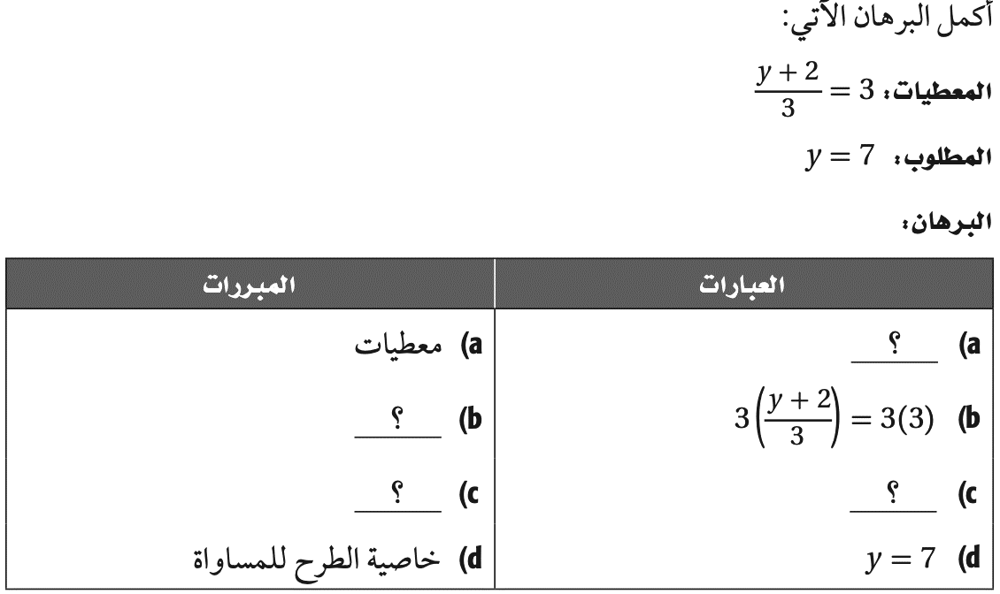 أكمل البرهان الآتي:
المعطيات: \frac{y + 2}{3} = 3
المطلوب: y = 7
البرهان:
العبارات المبررات
(a ؟ (a معطيات
(b 3\left(\frac{y + 2}{3}\right) = 3(3) (b ؟
(c ؟ (c ؟
(d y = 7 (d خاصية الطرح للمساواة